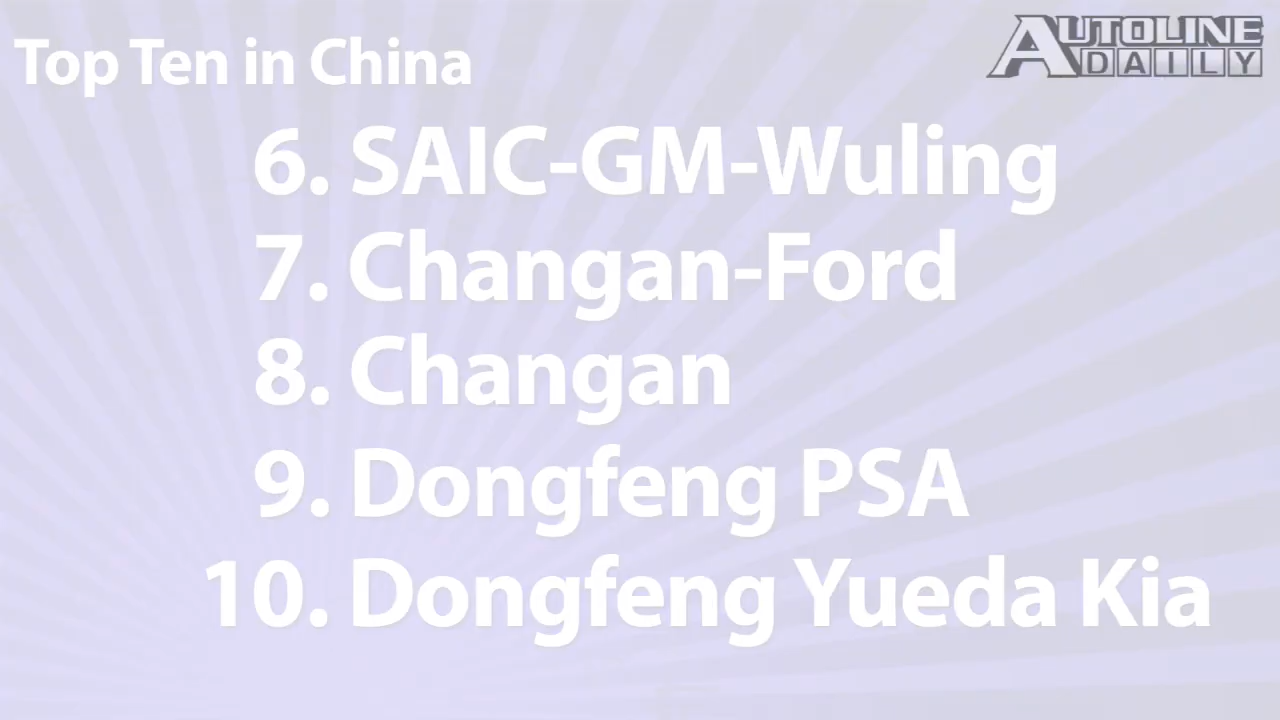 Top Ten in China
AUTOLINE
DAILY
6. SAIC-GM-Wuling
7. Changan-Ford
8. Changan
9. Dongfeng PSA
10. Dongfeng Yueda Kia